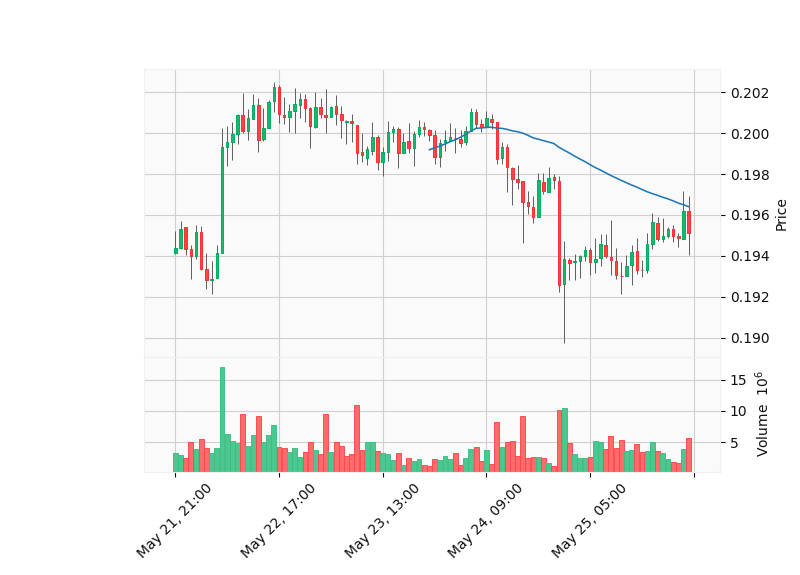 0.202
0.200
0.198
0.196
0.194
0.192
0.190
Price
15
10
5
Volume 10⁶
May 21, 21:00
May 22, 17:00
May 23, 13:00
May 24, 09:00
May 25, 05:00